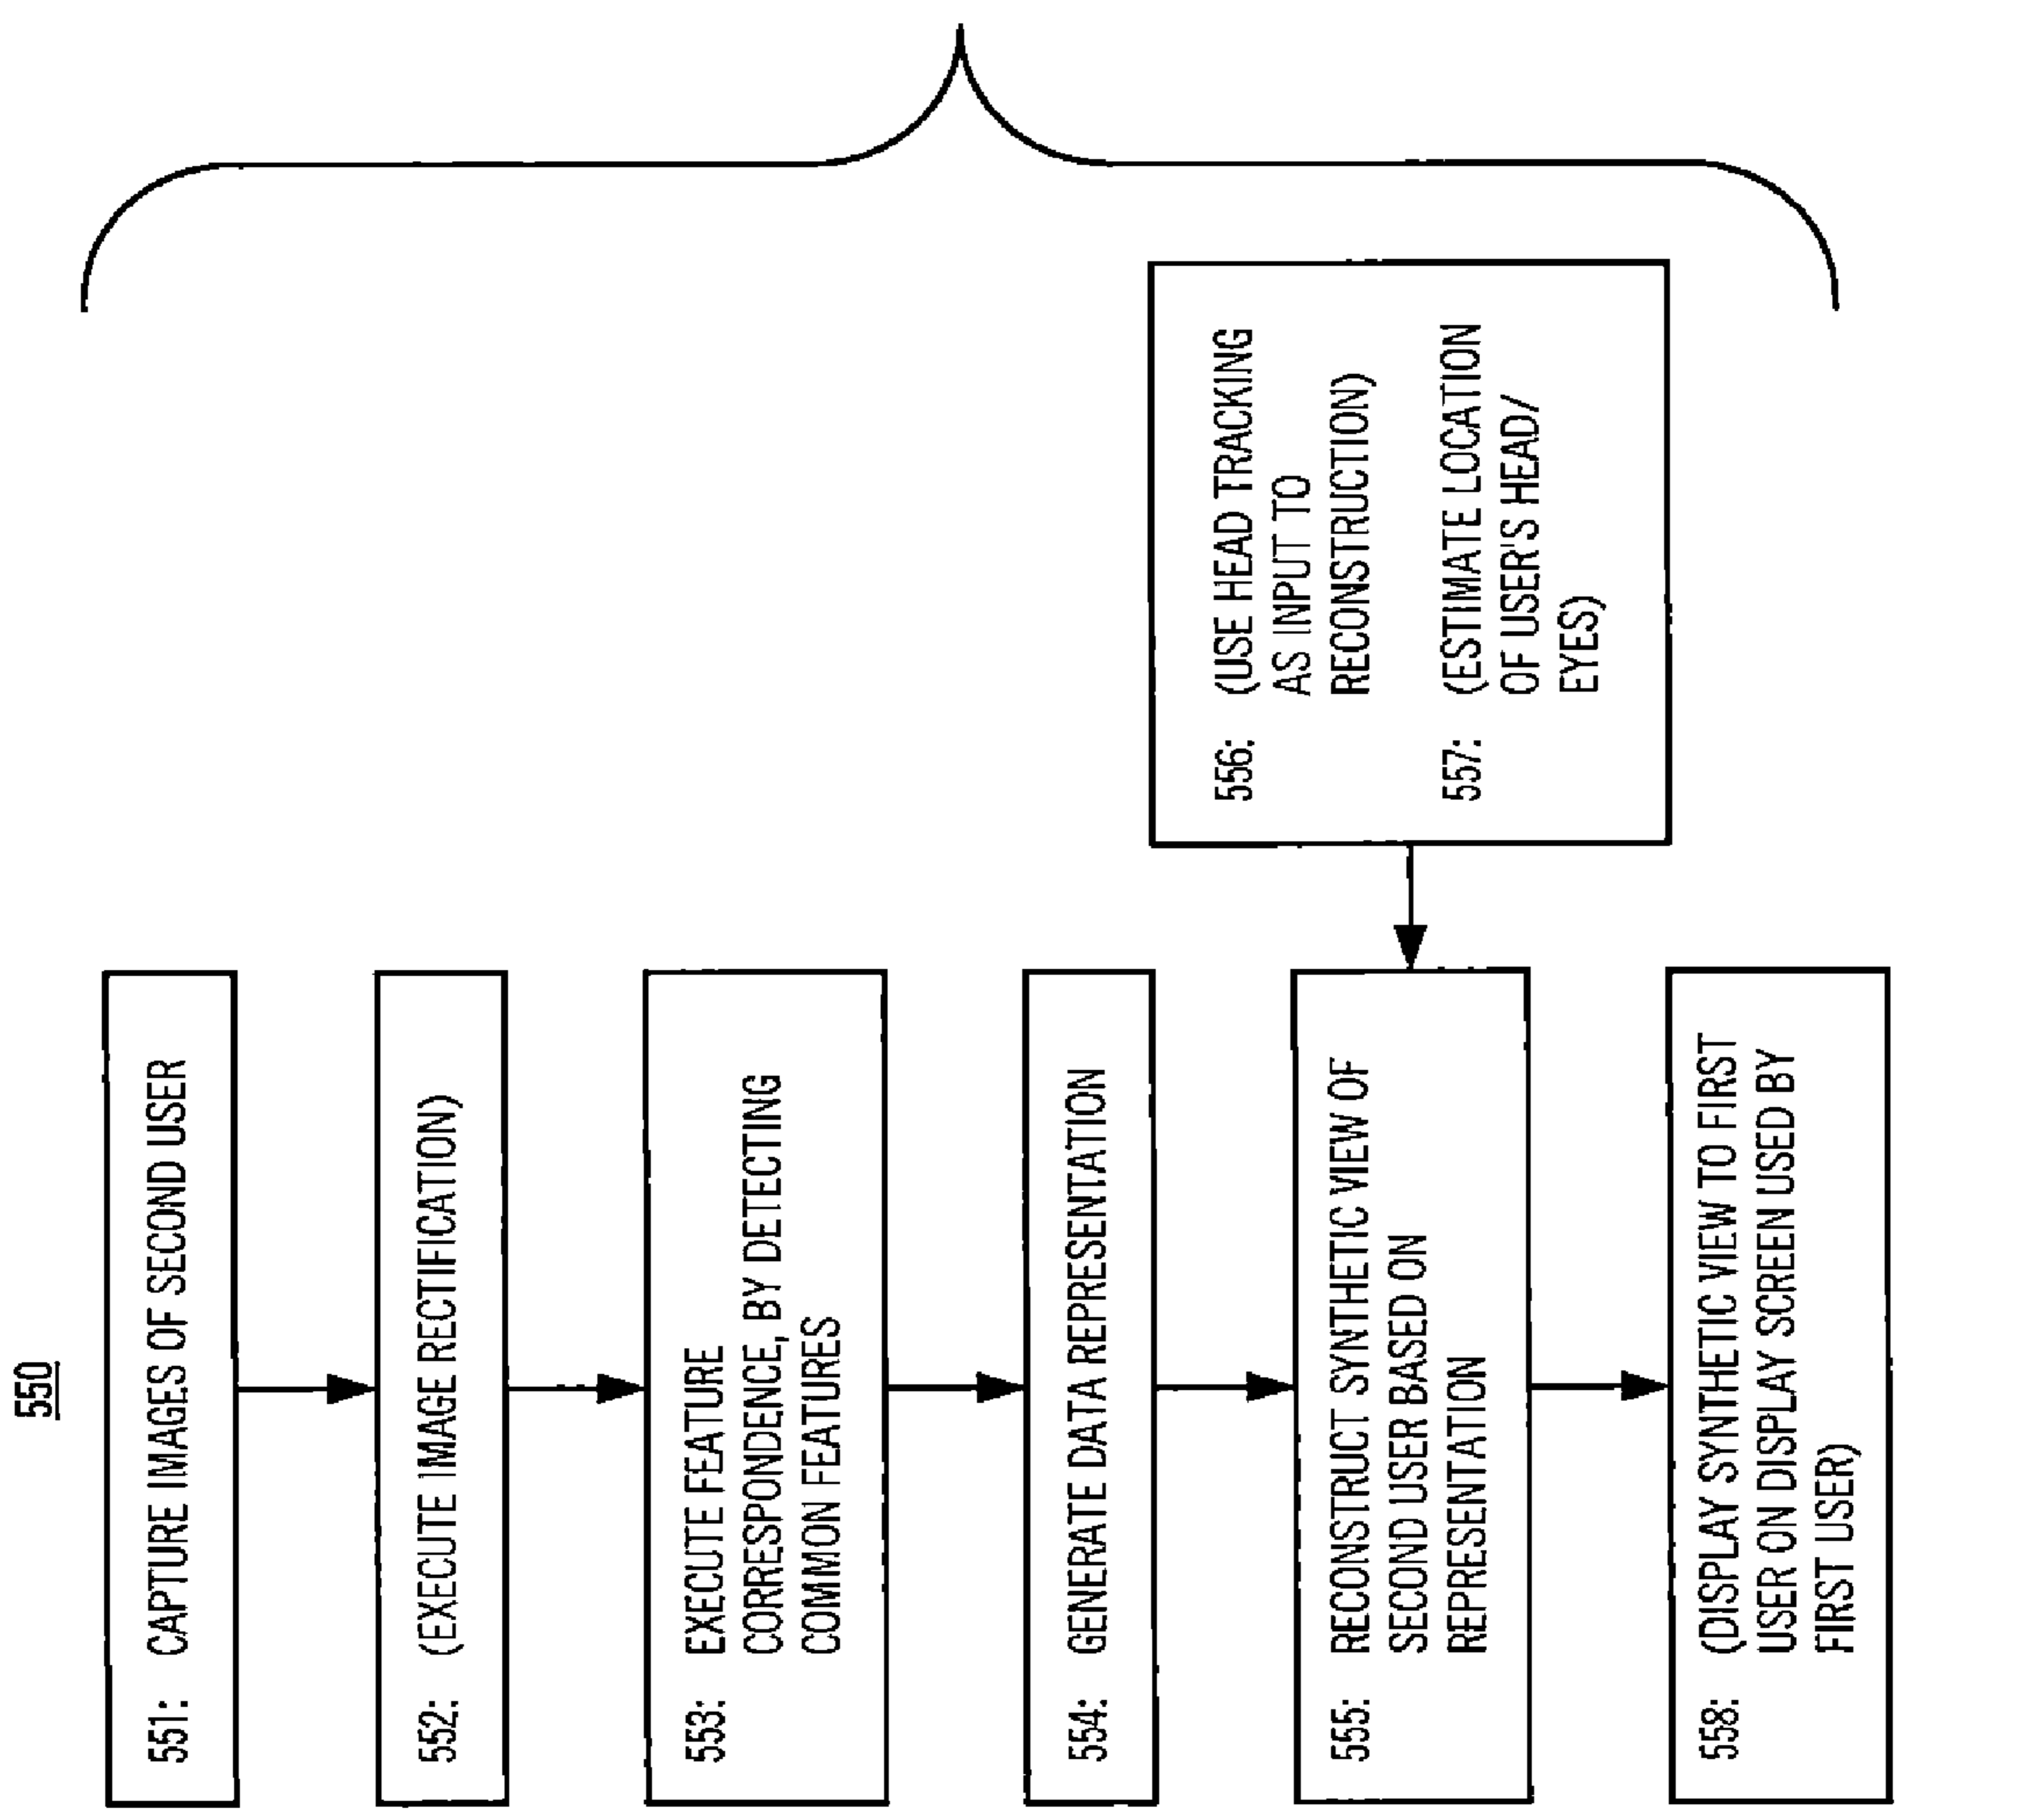 550
551: CAPTURE IMAGES OF SECOND USER
552: (EXECUTE IMAGE RECTIFICATION)
553: EXECUTE FEATURE
CORRESPONDENCE, BY DETECTING
COMMON FEATURES
554: GENERATE DATA REPRESENTATION
555: RECONSTRUCT SYNTHETIC VIEW OF
SECOND USER BASED ON
REPRESENTATION
556: (USE HEAD TRACKING
AS INPUT TO
RECONSTRUCTION)
557: (ESTIMATE LOCATION
OF USER'S HEAD/
EYES)
558: (DISPLAY SYNTHETIC VIEW TO FIRST
USER ON DISPLAY SCREEN USED BY
FIRST USER)